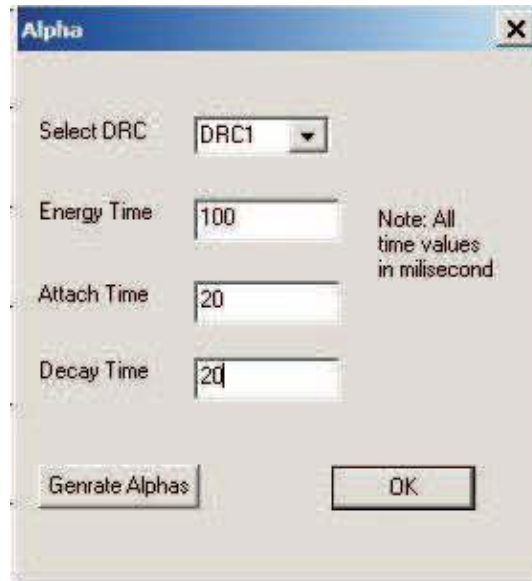 Alpha
Select DRC DRC1
Energy Time 100
Note: All
time values
in milisecond
Attach Time 20
Decay Time 20
Genrate Alphas OK